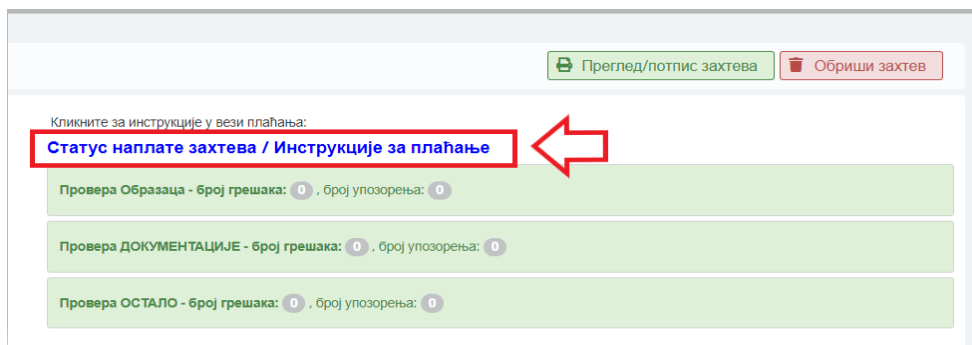 Преглед/потпис захтева Обриши захтев
Кликните за инструкције у вези плаћања:
Статус наплате захтева / Инструкције за плаћање
Провера Образаца - број грешака: 0 , број упозорења: 0
Провера ДОКУМЕНТАЦИЈЕ - број грешака: 0 , број упозорења: 0
Провера ОСТАЛО - број грешака: 0 , број упозорења: 0